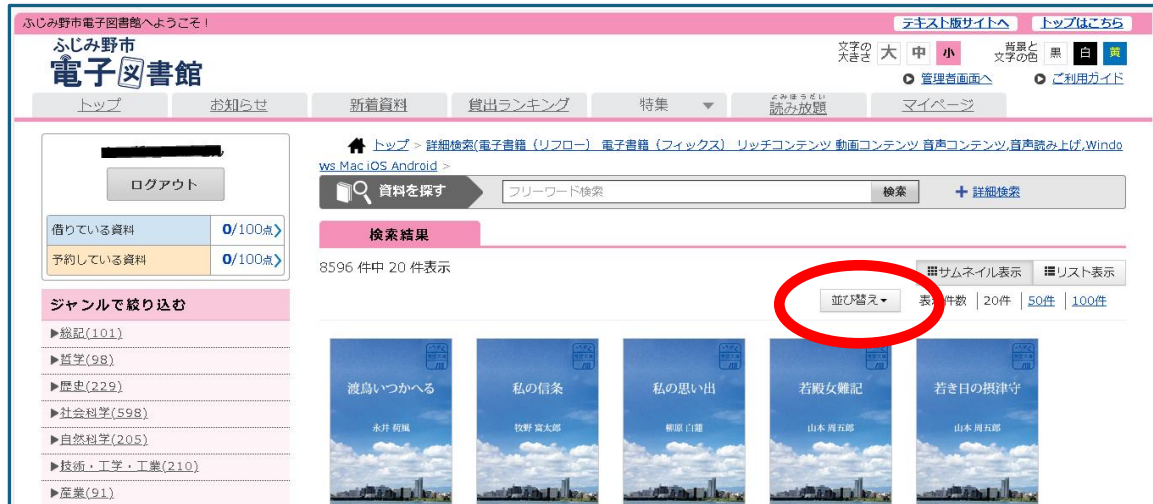 ふじみ野市電子図書館へようこそ！
テキスト版サイトへ トップはこちら
ふじみ野市
電子図書館
文字の大きさ 大 中 小 背景と文字の色 黒 白 黄
管理者画面へ ご利用ガイド
トップ お知らせ 新着資料 貸出ランキング 特集 ▼ 読み放題 よみほうだい マイページ
トップ > 詳細検索(電子書籍（リフロー） 電子書籍（フィックス） リッチコンテンツ 動画コンテンツ 音声コンテンツ,音声読み上げ,Windo
ws Mac iOS Android >
ログアウト
資料を探す フリーワード検索 検索 + 詳細検索
借りている資料 0/100点
予約している資料 0/100点
検索結果
8596 件中 20 件表示
サムネイル表示 リスト表示
並び替え▼ 表 件数 20件 50件 100件
ジャンルで絞り込む
▶総記(101)
▶哲学(98)
▶歴史(229)
▶社会科学(598)
▶自然科学(205)
▶技術・工学・工業(210)
▶産業(91)
渡鳥いつかへる
永井 荷風
私の信条
牧野 富太郎
私の思い出
柳原 白蓮
若殿女難記
山本 周五郎
若き日の摂津守
山本 周五郎